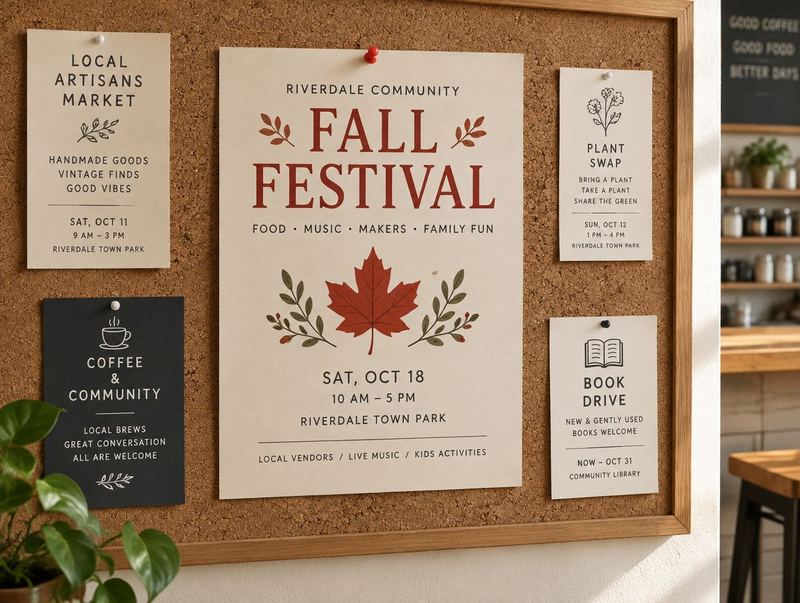 LOCAL
ARTISANS
MARKET
HANDMADE GOODS
VINTAGE FINDS
GOOD VIBES
SAT, OCT 11
9 AM – 3 PM
RIVERDALE TOWN PARK
COFFEE
&
COMMUNITY
LOCAL BREWS
GREAT CONVERSATION
ALL ARE WELCOME
RIVERDALE COMMUNITY
FALL
FESTIVAL
FOOD • MUSIC • MAKERS • FAMILY FUN
SAT, OCT 18
10 AM – 5 PM
RIVERDALE TOWN PARK
LOCAL VENDORS / LIVE MUSIC / KIDS ACTIVITIES
PLANT
SWAP
BRING A PLANT
TAKE A PLANT
SHARE THE GREEN
SUN, OCT 12
1 PM – 4 PM
RIVERDALE TOWN PARK
BOOK
DRIVE
NEW & GENTLY USED
BOOKS WELCOME
NOW – OCT 31
COMMUNITY LIBRARY
GOOD COFFEE
GOOD FOOD
BETTER DAYS